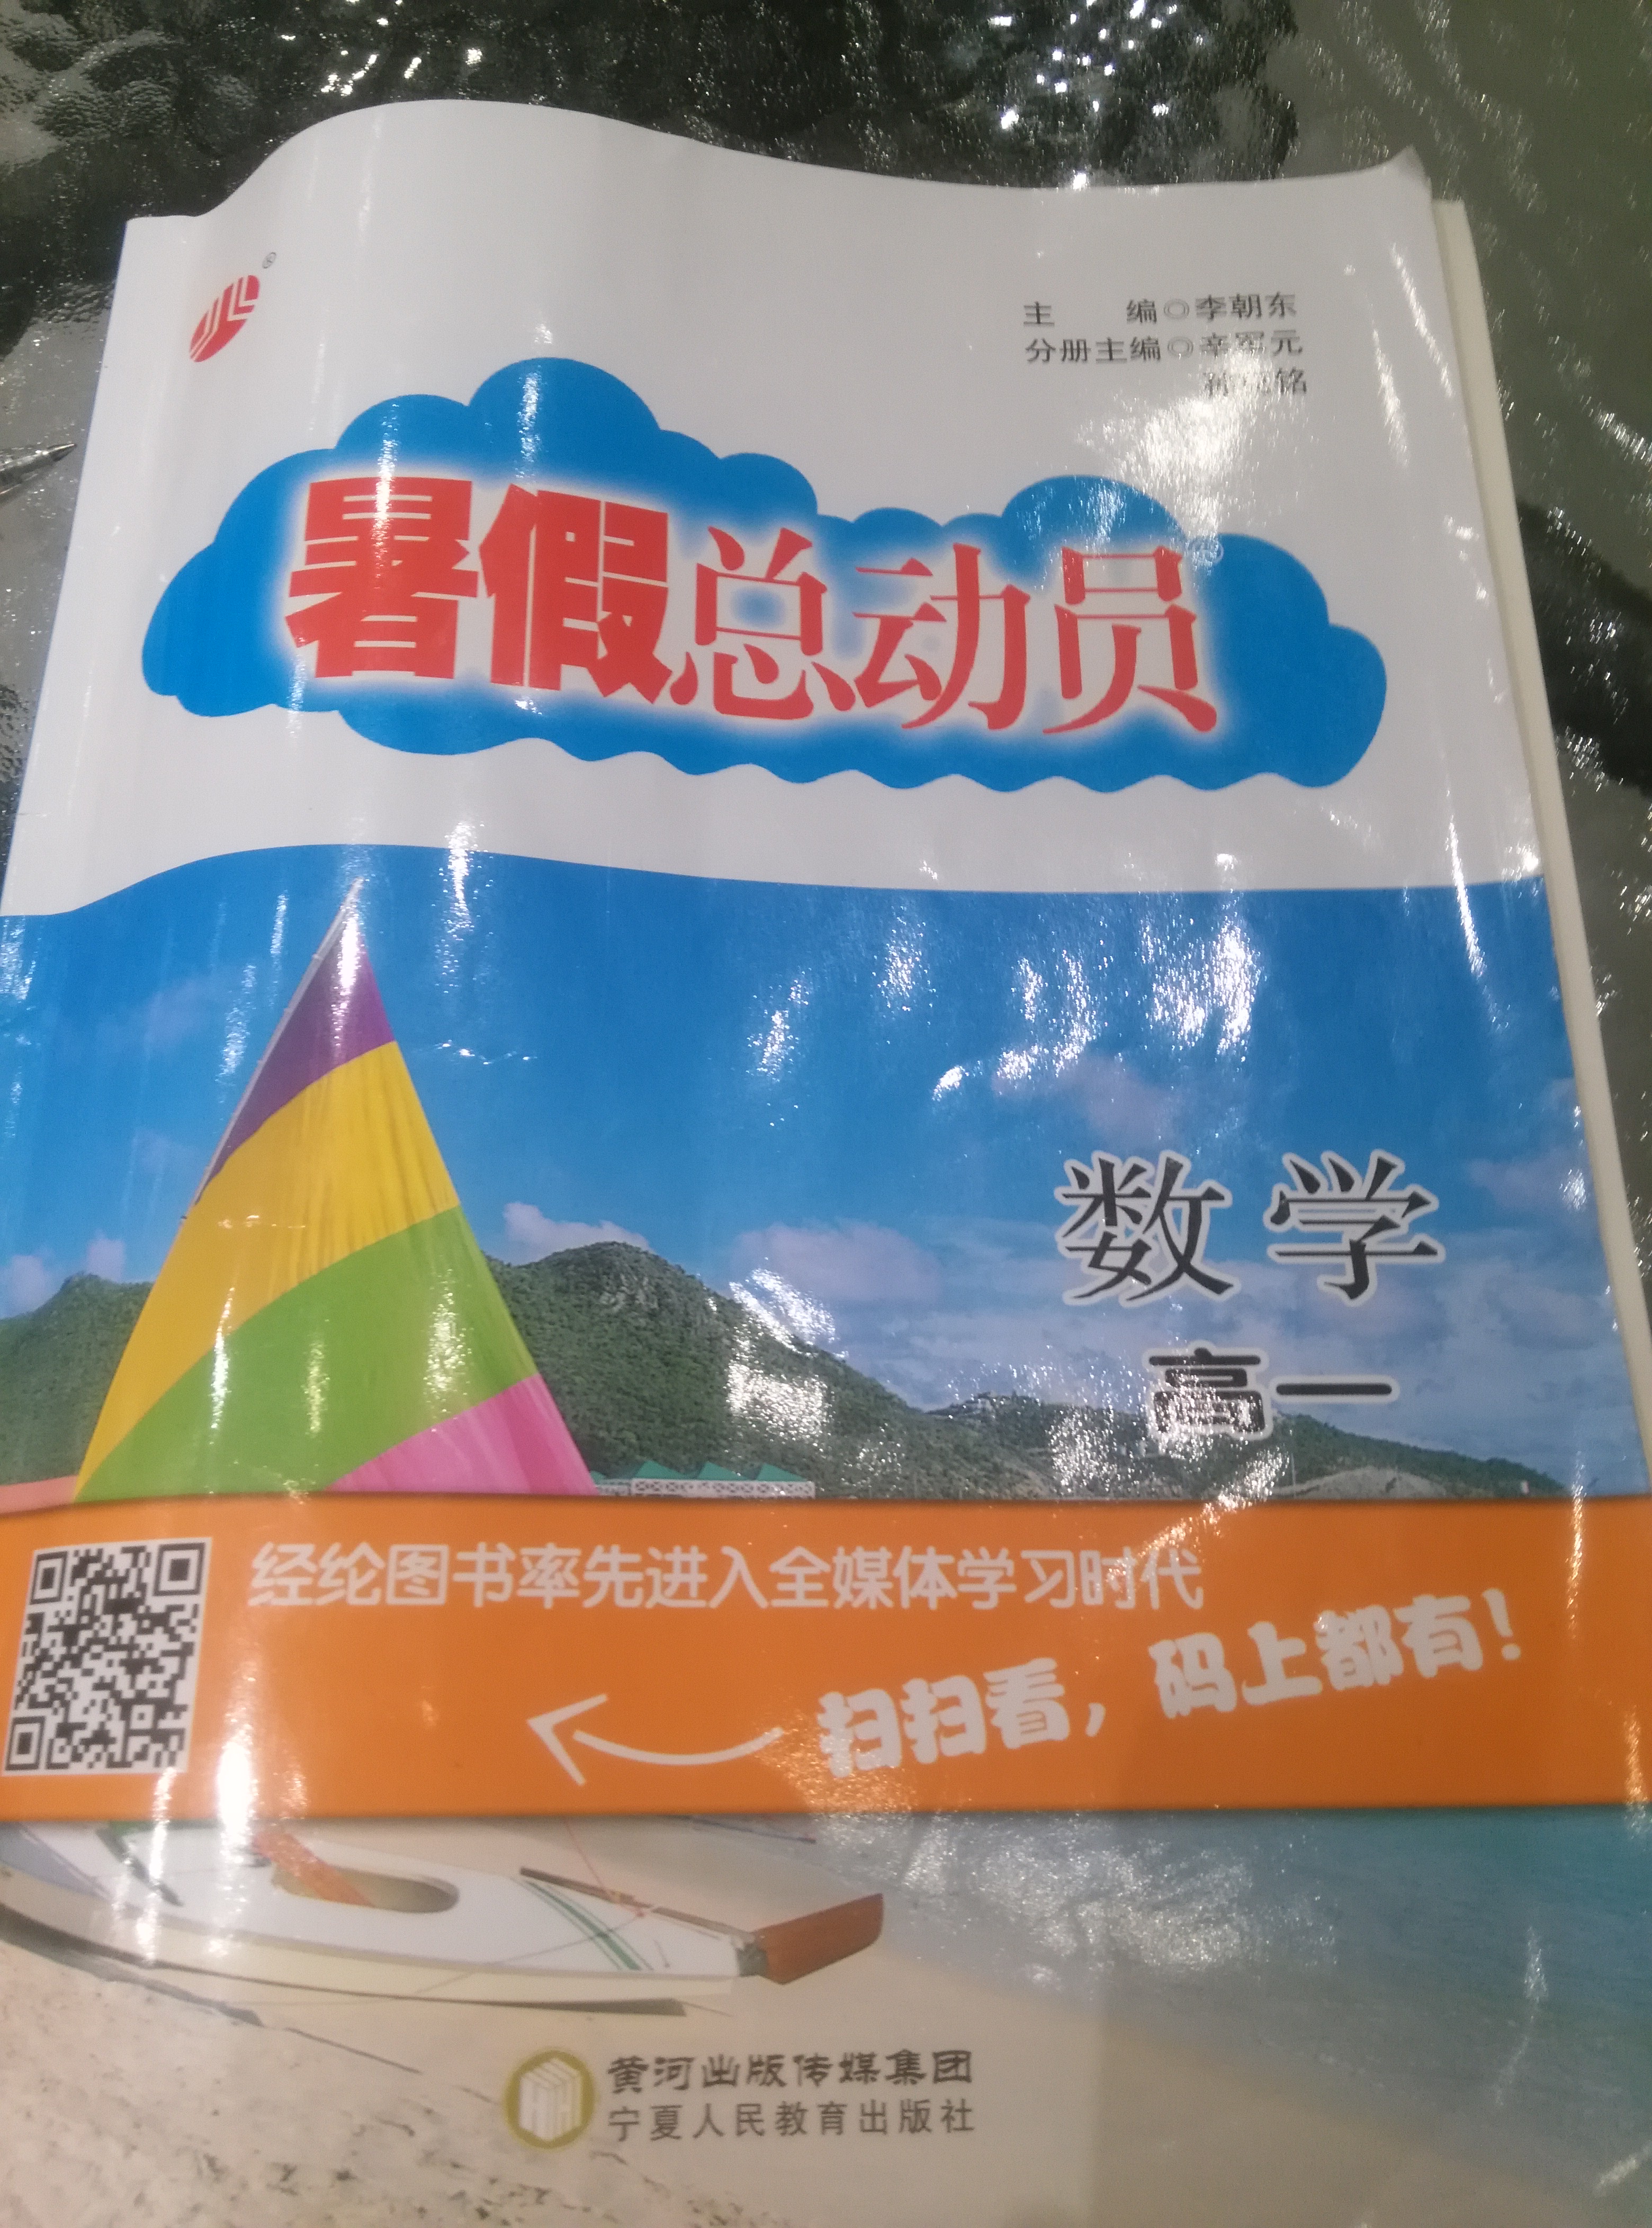 ®
主 编◎李朝东
分册主编◎辛军元
铭
暑假总动员
数学
高一
经纶图书率先进入全媒体学习时代
扫扫看，码上都有！
黄河出版传媒集团
宁夏人民教育出版社